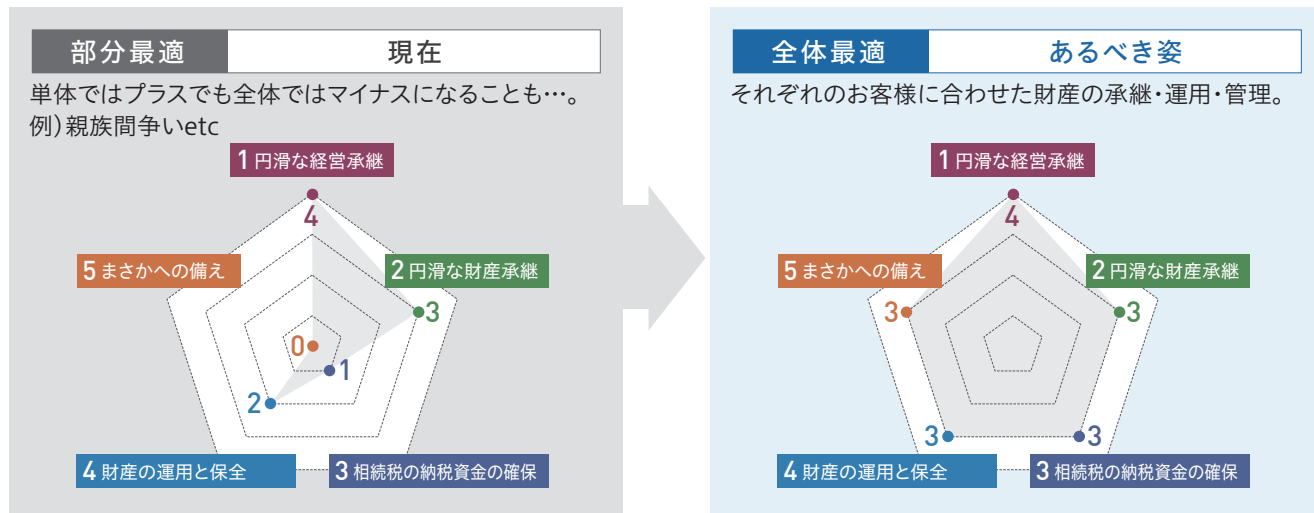 部分最適 現在
単体ではプラスでも全体ではマイナスになることも…。
例）親族間争いetc
1 円滑な経営承継
4
5 まさかへの備え
2 円滑な財産承継
3
0
1
2
4 財産の運用と保全
3 相続税の納税資金の確保
全体最適 あるべき姿
それぞれのお客様に合わせた財産の承継・運用・管理。
1 円滑な経営承継
4
5 まさかへの備え
2 円滑な財産承継
3
3
3
3
4 財産の運用と保全
3 相続税の納税資金の確保